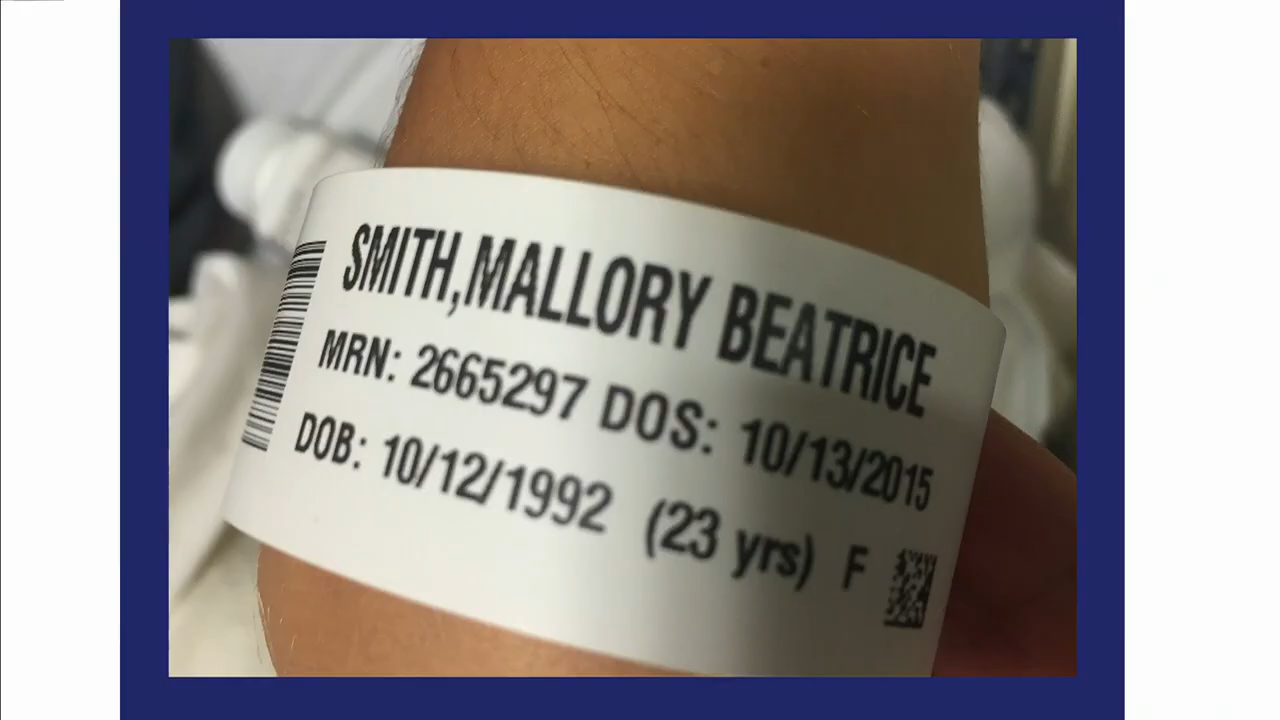 SMITH,MALLORY BEATRICE
MRN: 2665297 DOS: 10/13/2015
DOB: 10/12/1992 (23 yrs) F